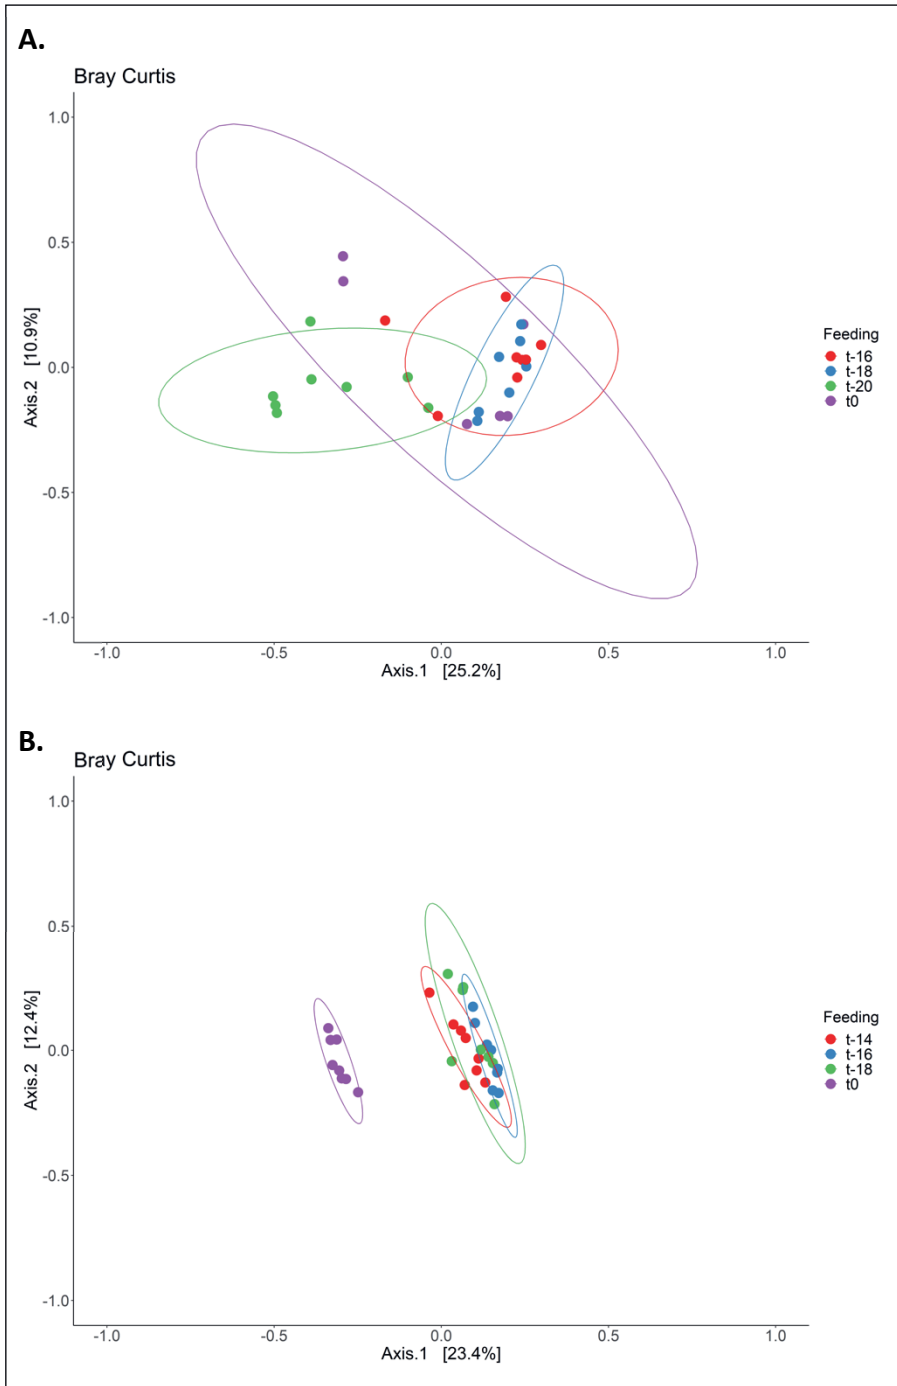 A.
Bray Curtis
1.0
0.5
0.0
-0.5
-1.0
Axis.2 [10.9%]
-1.0 -0.5 0.0 0.5 1.0
Axis.1 [25.2%]
Feeding
t-16
t-18
t-20
t0
B.
Bray Curtis
1.0
0.5
0.0
-0.5
-1.0
Axis.2 [12.4%]
-1.0 -0.5 0.0 0.5 1.0
Axis.1 [23.4%]
Feeding
t-14
t-16
t-18
t0